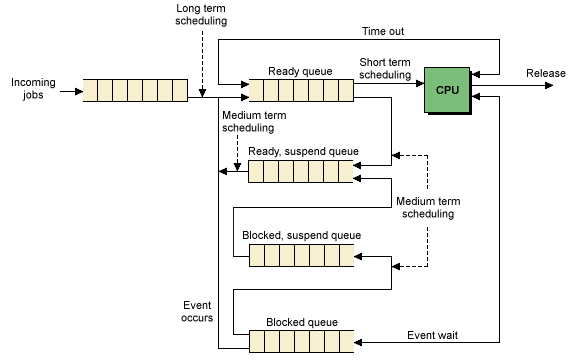 Long term
scheduling
Time out
Incoming
jobs
Ready queue
Short term
scheduling
CPU
Release
Medium term
scheduling
Ready, suspend queue
Medium term
scheduling
Blocked, suspend queue
Event
occurs
Blocked queue
Event wait